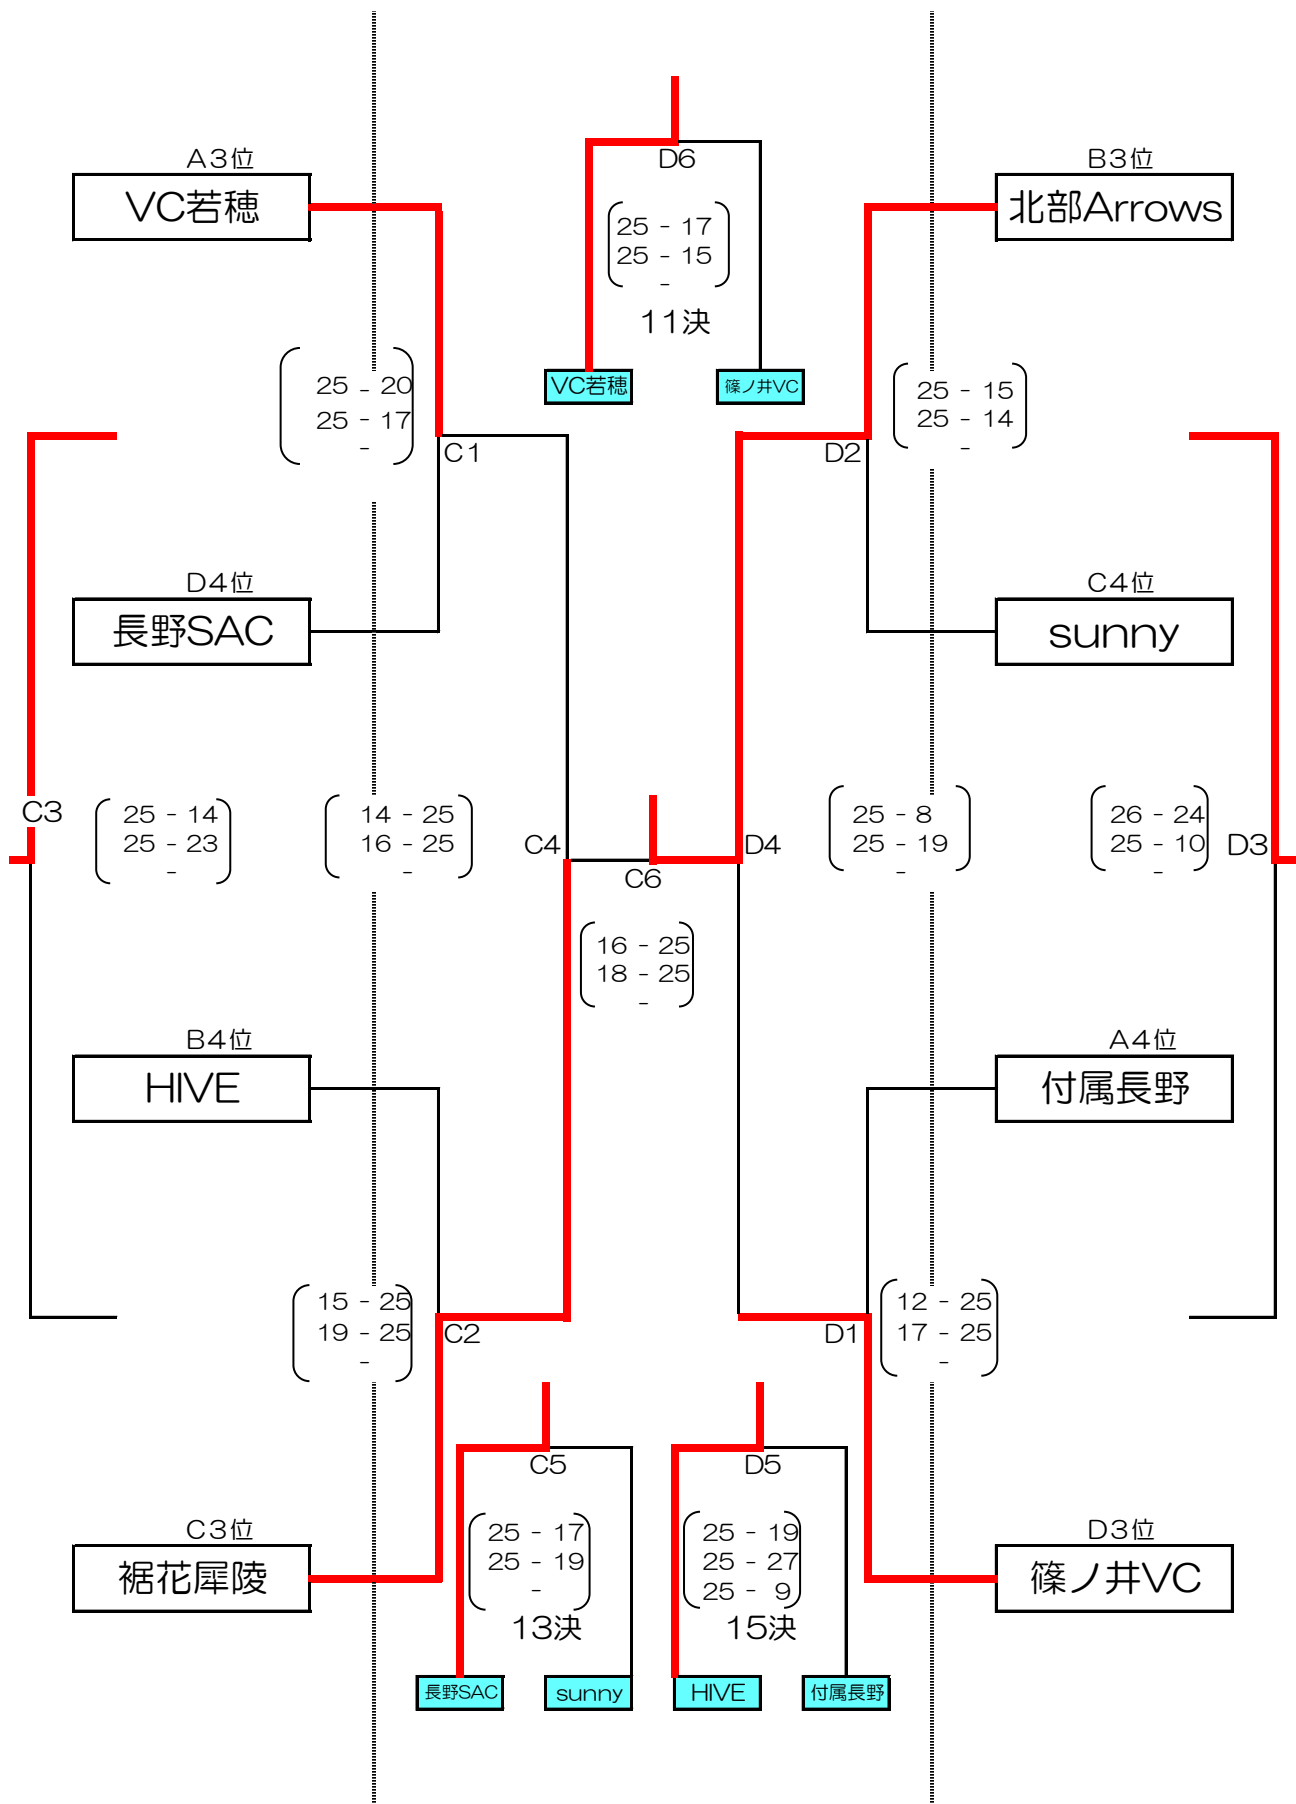 D6
A3位
B3位
VC若穂
北部Arrows
25 - 17
25 - 15
-
11決
VC若穂
篠ノ井VC
25 - 20
25 - 17
-
25 - 15
25 - 14
-
C1
D2
D4位
C4位
長野SAC
sunny
C3
25 - 14
25 - 23
-
14 - 25
16 - 25
-
C4
D4
25 - 8
25 - 19
-
26 - 24
25 - 10
-
D3
C6
16 - 25
18 - 25
-
B4位
A4位
HIVE
付属長野
15 - 25
19 - 25
-
C2
D1
12 - 25
17 - 25
-
C5
D5
C3位
D3位
裾花犀陵
篠ノ井VC
25 - 17
25 - 19
-
13決
25 - 19
25 - 27
25 - 9
15決
長野SAC
sunny
HIVE
付属長野